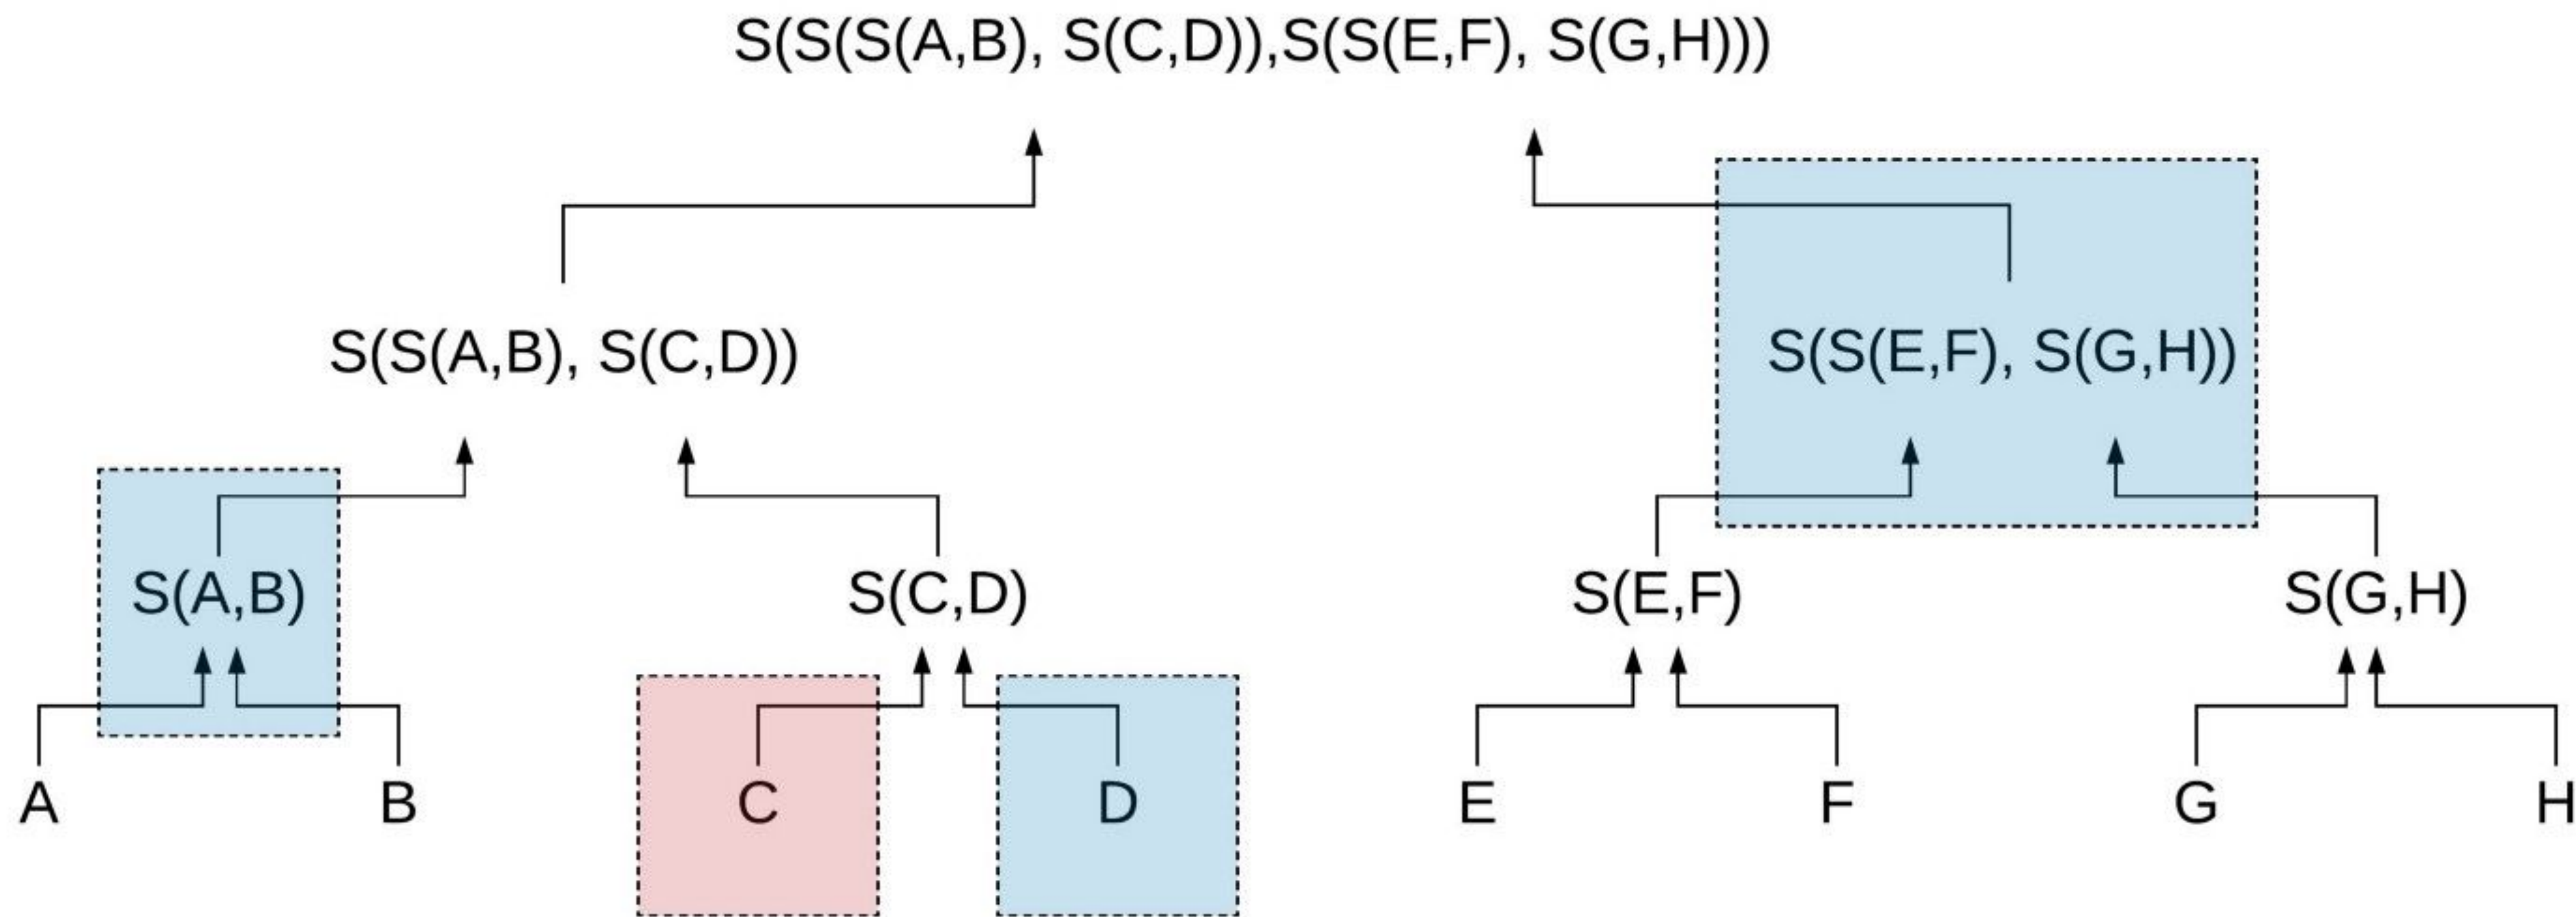 S(S(S(A,B), S(C,D)),S(S(E,F), S(G,H)))
S(S(A,B), S(C,D))
S(S(E,F), S(G,H))
S(A,B)
S(C,D)
S(E,F)
S(G,H)
A
B
C
D
E
F
G
H